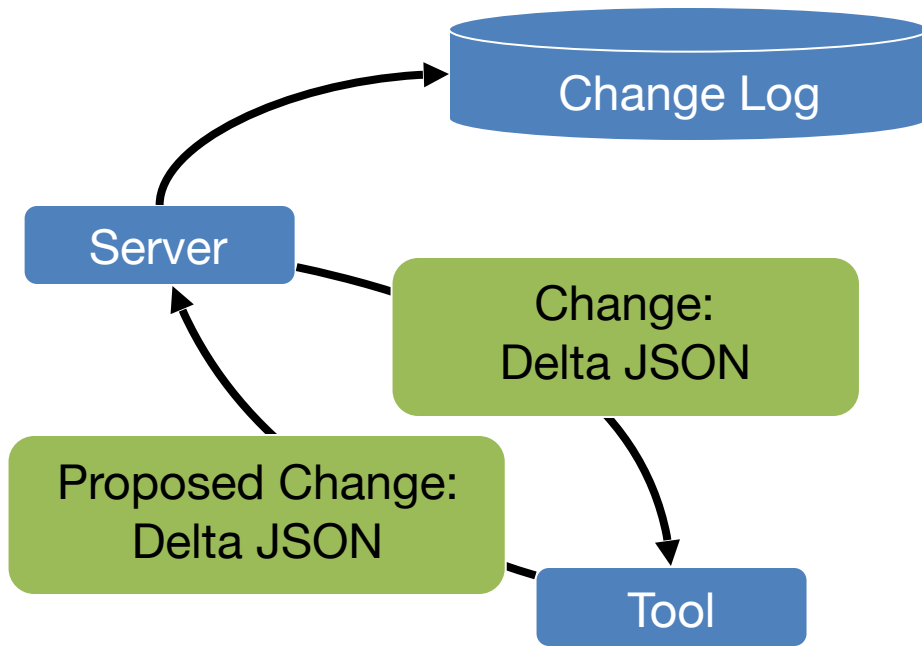 Change Log
Server
Change:
Delta JSON
Proposed Change:
Delta JSON
Tool